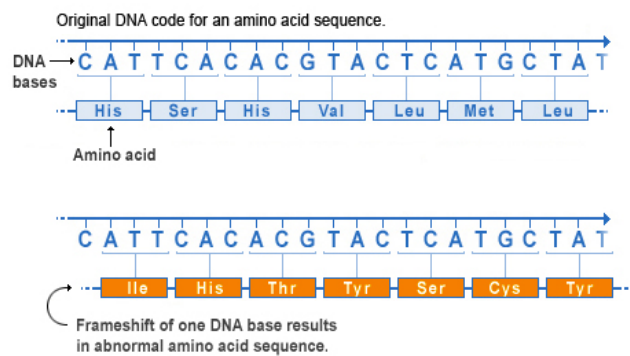 Original DNA code for an amino acid sequence.
DNA bases
C A T T C A C A C G T A C T C A T G C T A T
His Ser His Val Leu Met Leu
Amino acid
C A T T C A C A C G T A C T C A T G C T A T
Ile His Thr Tyr Ser Cys Tyr
Frameshift of one DNA base results
in abnormal amino acid sequence.